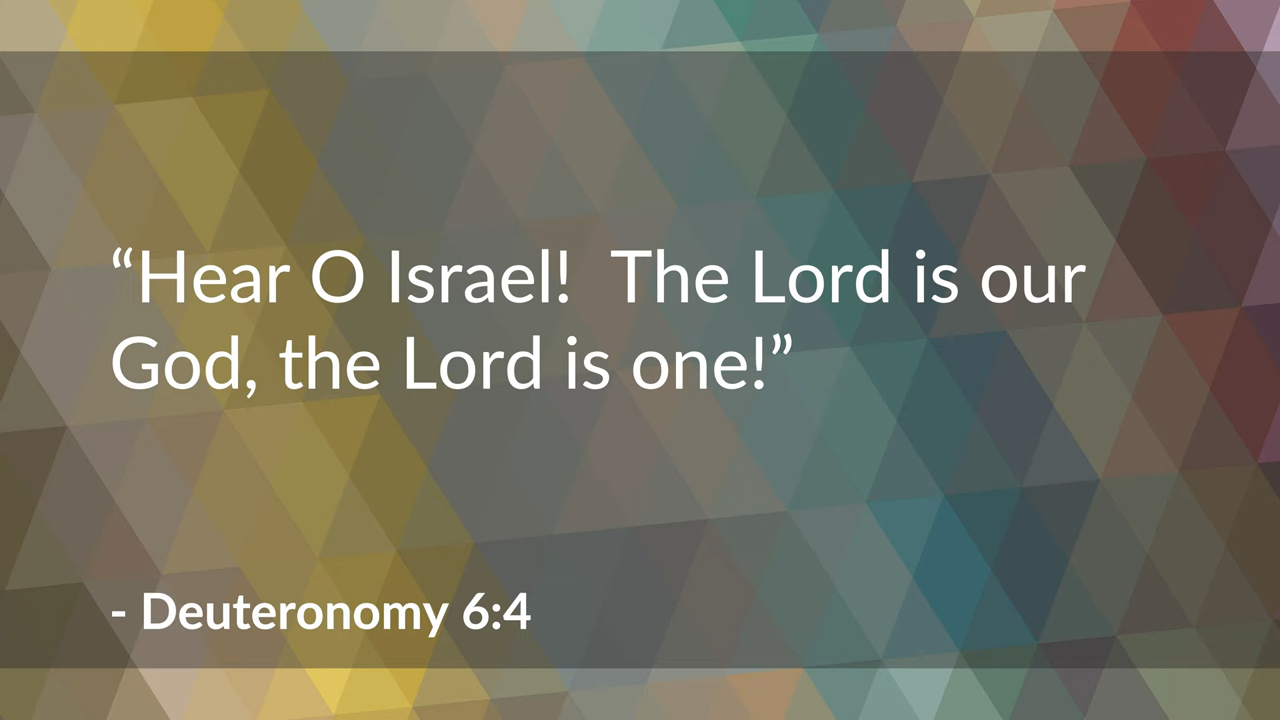 “Hear O Israel!  The Lord is our
God, the Lord is one!”
- Deuteronomy 6:4